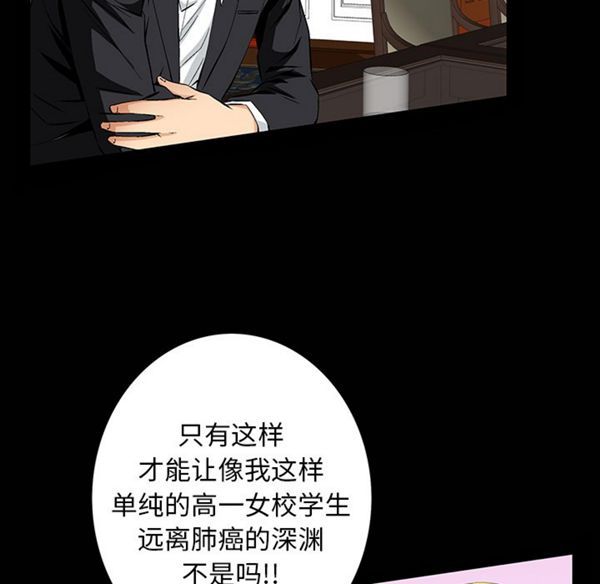 只有这样
才能让像我这样
单纯的高一女校学生
远离肺癌的深渊
不是吗!!